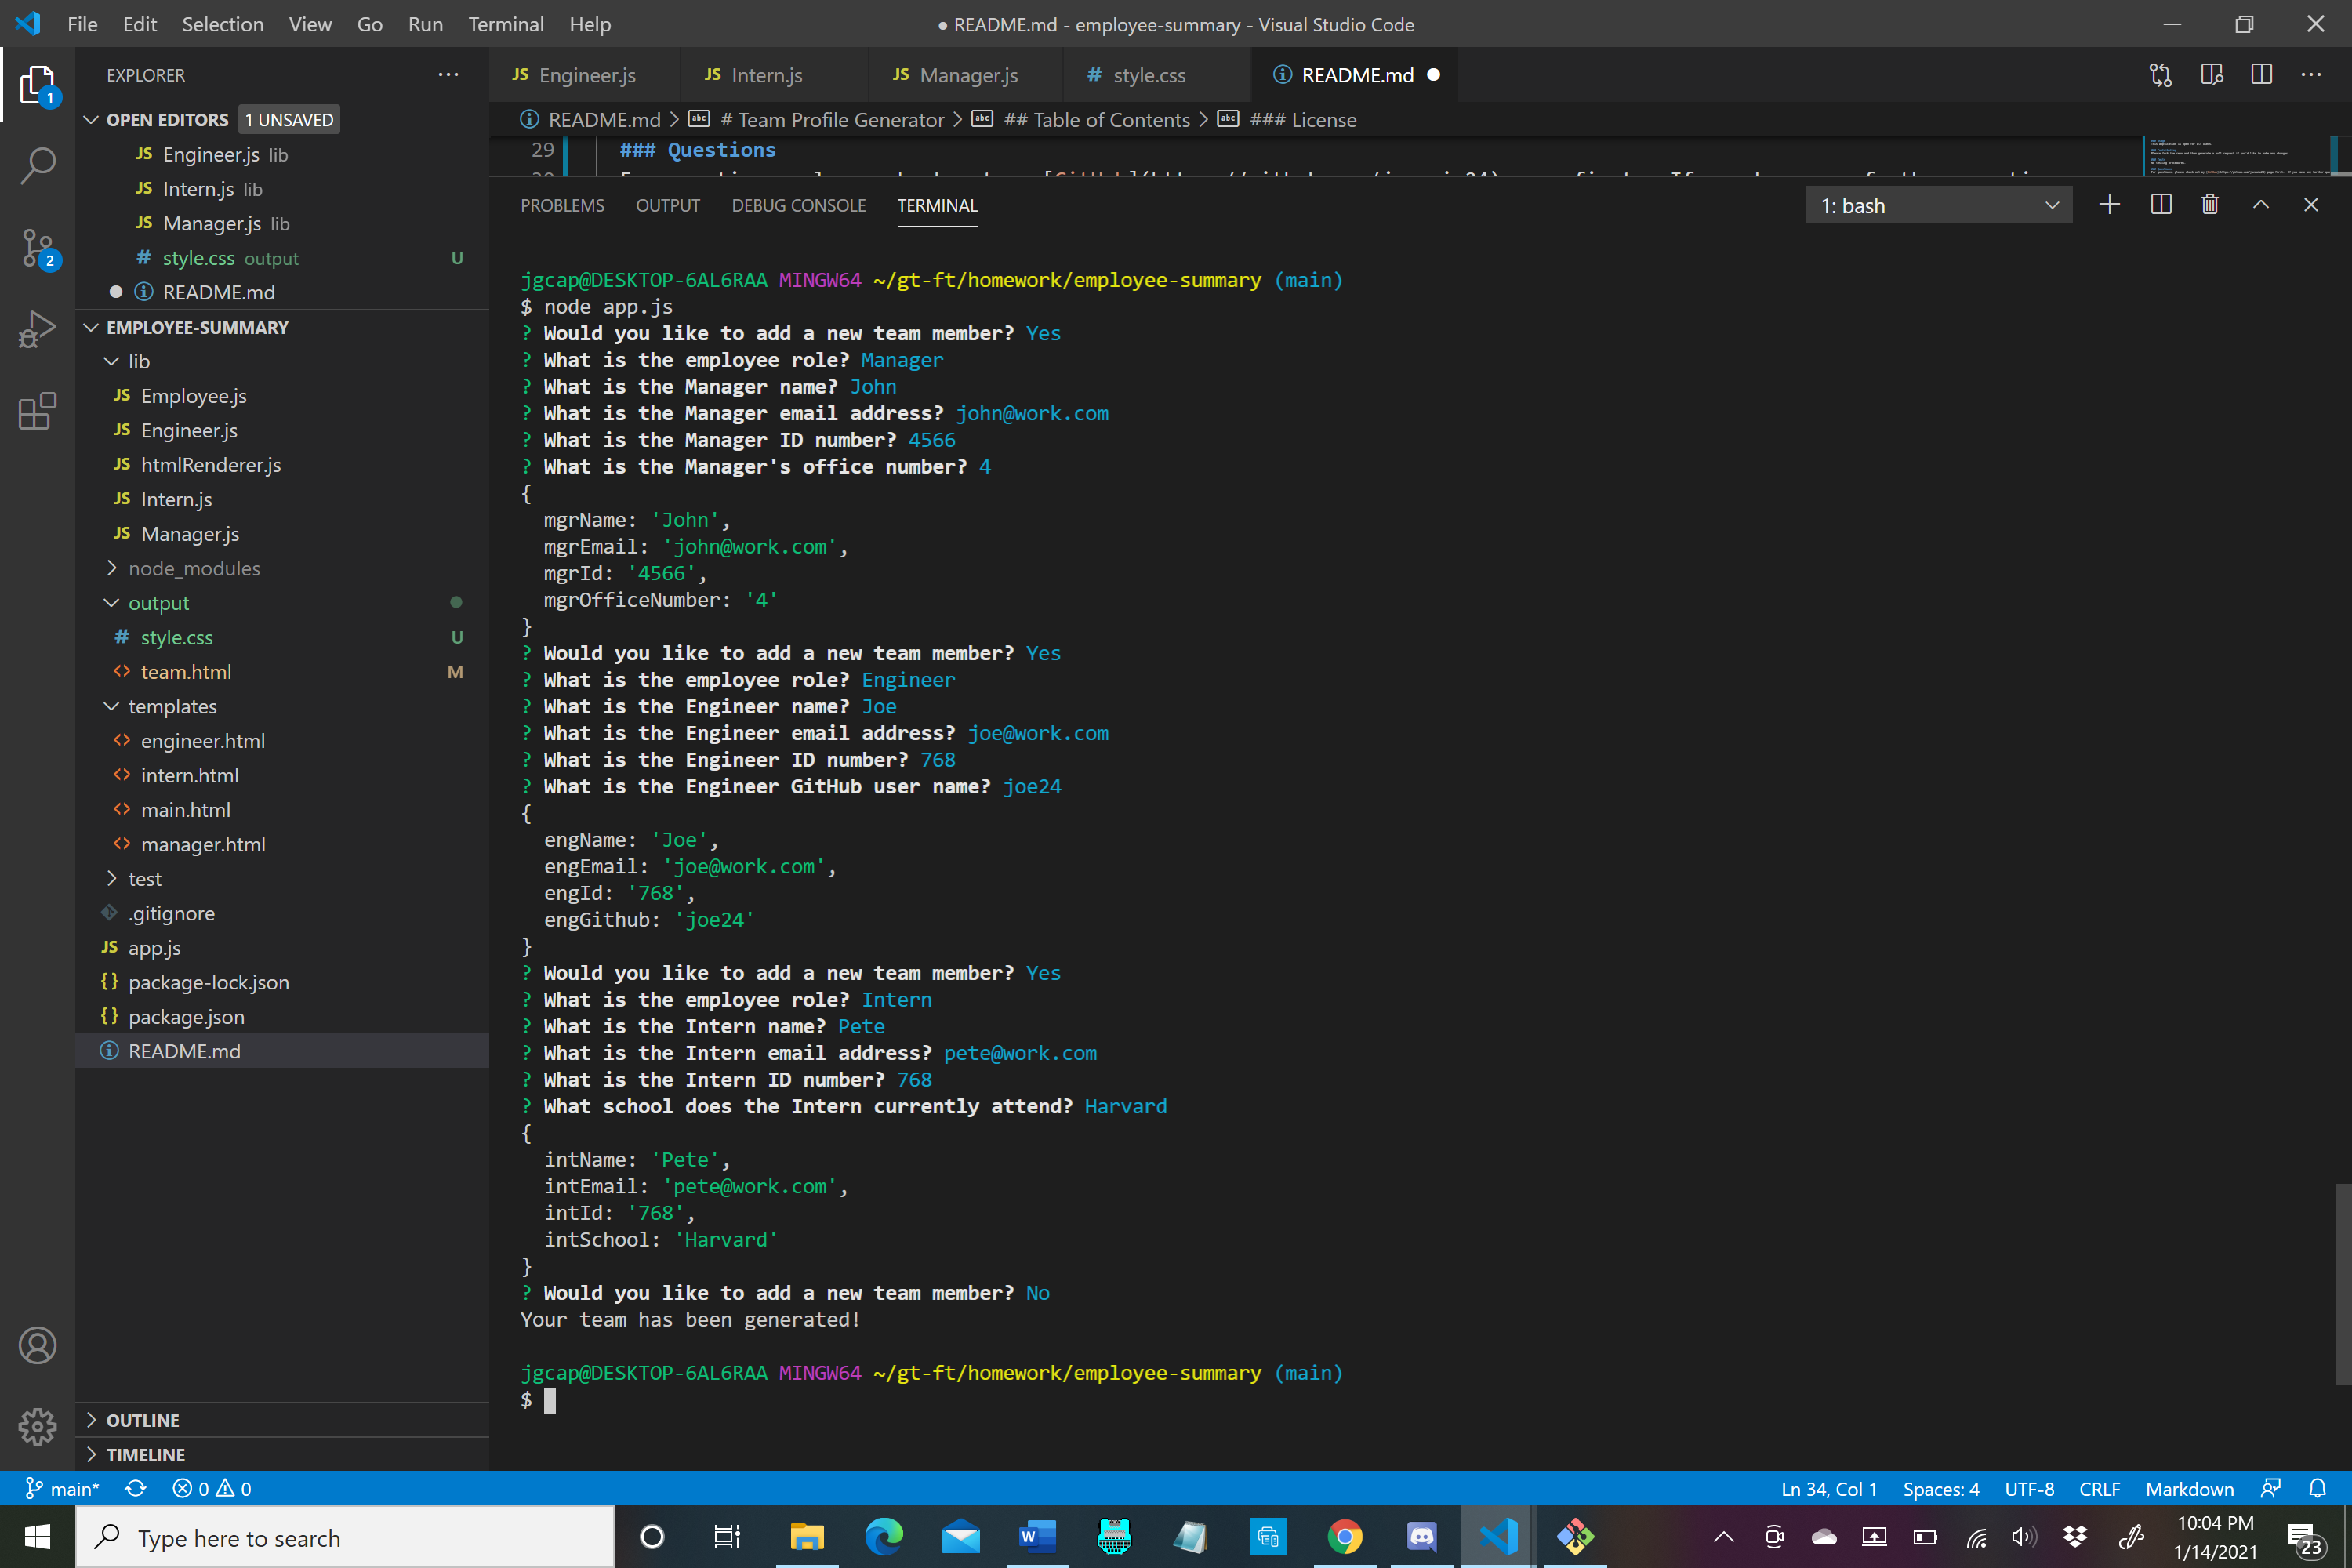 File Edit Selection View Go Run Terminal Help
● README.md - employee-summary - Visual Studio Code
EXPLORER
OPEN EDITORS 1 UNSAVED
JS Engineer.js lib
JS Intern.js lib
JS Manager.js lib
# style.css output U
● README.md
EMPLOYEE-SUMMARY
lib
JS Employee.js
JS Engineer.js
JS htmlRenderer.js
JS Intern.js
JS Manager.js
node_modules
output
# style.css U
<> team.html M
templates
<> engineer.html
<> intern.html
<> main.html
<> manager.html
test
.gitignore
JS app.js
{} package-lock.json
{} package.json
README.md
OUTLINE
TIMELINE
1
2
JS Engineer.js JS Intern.js JS Manager.js # style.css README.md ●
README.md > # Team Profile Generator > ## Table of Contents > ### License
29 ### Questions
PROBLEMS OUTPUT DEBUG CONSOLE TERMINAL 1: bash
jgcap@DESKTOP-6AL6RAA MINGW64 ~/gt-ft/homework/employee-summary (main)
$ node app.js
? Would you like to add a new team member? Yes
? What is the employee role? Manager
? What is the Manager name? John
? What is the Manager email address? john@work.com
? What is the Manager ID number? 4566
? What is the Manager's office number? 4
{
mgrName: 'John',
mgrEmail: 'john@work.com',
mgrId: '4566',
mgrOfficeNumber: '4'
}
? Would you like to add a new team member? Yes
? What is the employee role? Engineer
? What is the Engineer name? Joe
? What is the Engineer email address? joe@work.com
? What is the Engineer ID number? 768
? What is the Engineer GitHub user name? joe24
{
engName: 'Joe',
engEmail: 'joe@work.com',
engId: '768',
engGithub: 'joe24'
}
? Would you like to add a new team member? Yes
? What is the employee role? Intern
? What is the Intern name? Pete
? What is the Intern email address? pete@work.com
? What is the Intern ID number? 768
? What school does the Intern currently attend? Harvard
{
intName: 'Pete',
intEmail: 'pete@work.com',
intId: '768',
intSchool: 'Harvard'
}
? Would you like to add a new team member? No
Your team has been generated!
jgcap@DESKTOP-6AL6RAA MINGW64 ~/gt-ft/homework/employee-summary (main)
$
main* 0 0 Ln 34, Col 1 Spaces: 4 UTF-8 CRLF Markdown
Type here to search
10:04 PM
1/14/2021
23